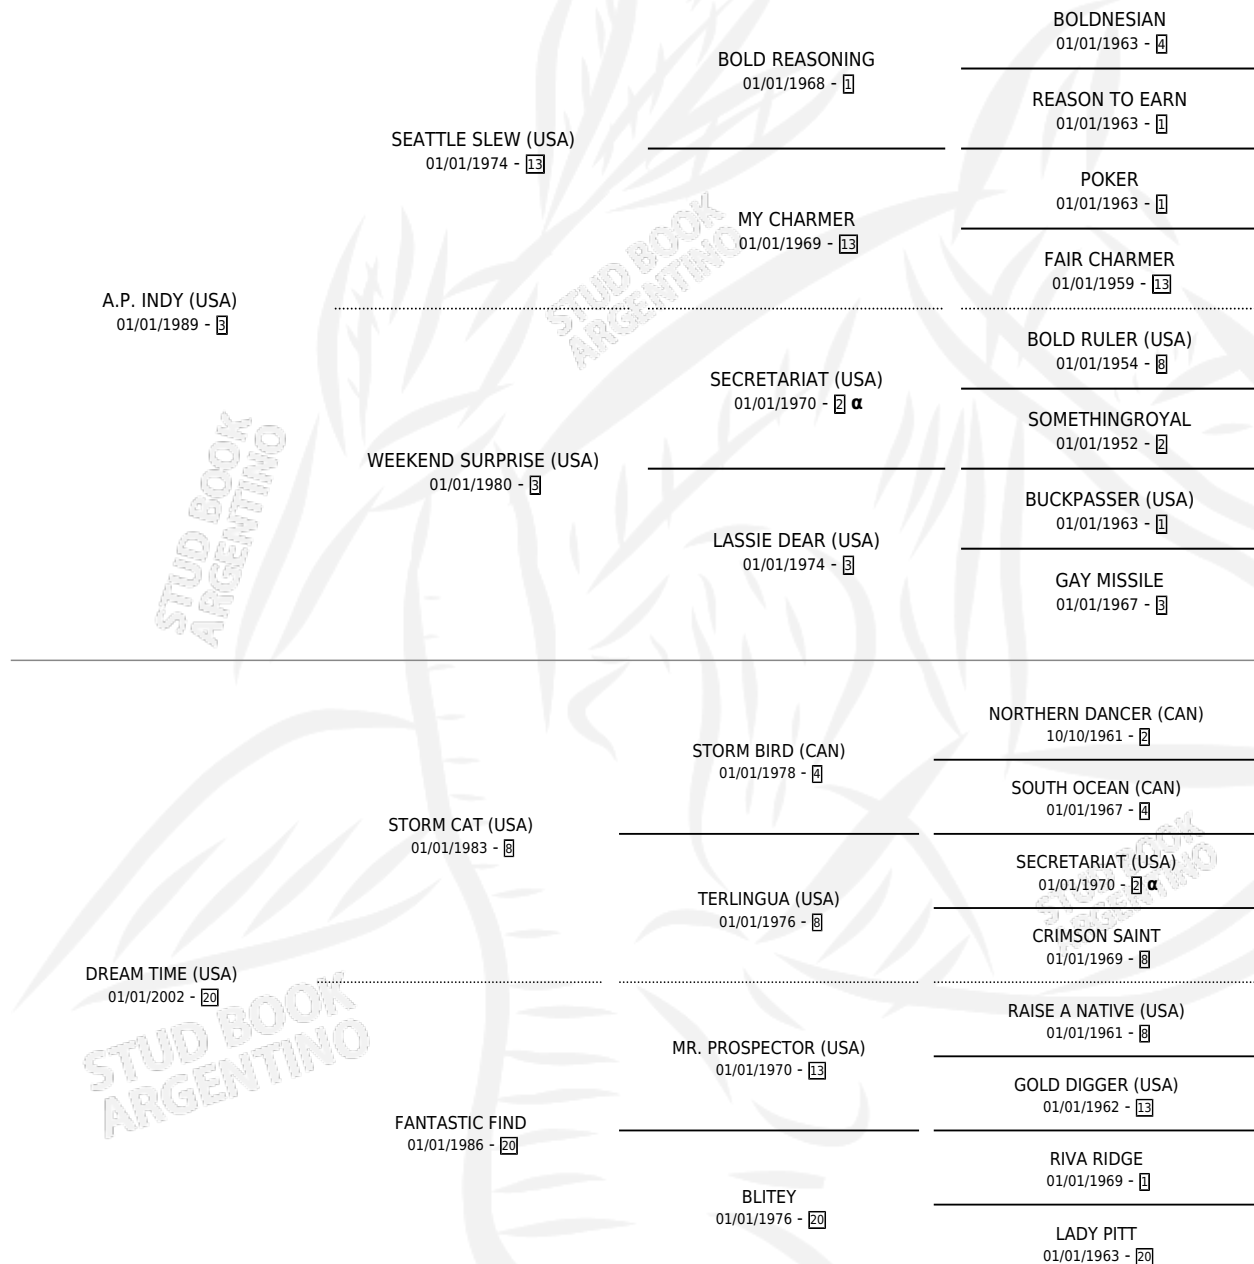 BOLDNESIAN
01/01/1963 - 4
BOLD REASONING
01/01/1968 - 1
REASON TO EARN
01/01/1963 - 1
SEATTLE SLEW (USA)
01/01/1974 - 13
POKER
01/01/1963 - 1
MY CHARMER
01/01/1969 - 13
FAIR CHARMER
01/01/1959 - 13
A.P. INDY (USA)
01/01/1989 - 3
BOLD RULER (USA)
01/01/1954 - 8
SECRETARIAT (USA)
01/01/1970 - 2 α
SOMETHINGROYAL
01/01/1952 - 2
WEEKEND SURPRISE (USA)
01/01/1980 - 3
BUCKPASSER (USA)
01/01/1963 - 1
LASSIE DEAR (USA)
01/01/1974 - 3
GAY MISSILE
01/01/1967 - 3
NORTHERN DANCER (CAN)
10/10/1961 - 2
STORM BIRD (CAN)
01/01/1978 - 4
SOUTH OCEAN (CAN)
01/01/1967 - 4
STORM CAT (USA)
01/01/1983 - 8
SECRETARIAT (USA)
01/01/1970 - 2 α
TERLINGUA (USA)
01/01/1976 - 8
CRIMSON SAINT
01/01/1969 - 8
DREAM TIME (USA)
01/01/2002 - 20
RAISE A NATIVE (USA)
01/01/1961 - 8
MR. PROSPECTOR (USA)
01/01/1970 - 13
GOLD DIGGER (USA)
01/01/1962 - 13
FANTASTIC FIND
01/01/1986 - 20
RIVA RIDGE
01/01/1969 - 1
BLITEY
01/01/1976 - 20
LADY PITT
01/01/1963 - 20
STUD BOOK
ARGENTINO
STUD BOOK
ARGENTINO
STUD BOOK
ARGENTINO
STUD BOOK
ARGENTINO